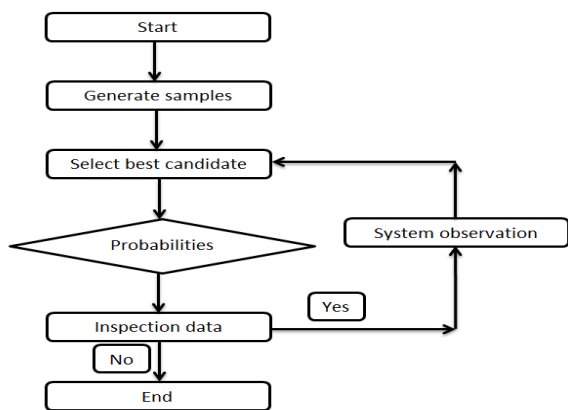 Start
Generate samples
Select best candidate
Probabilities
System observation
Inspection data
Yes
No
End